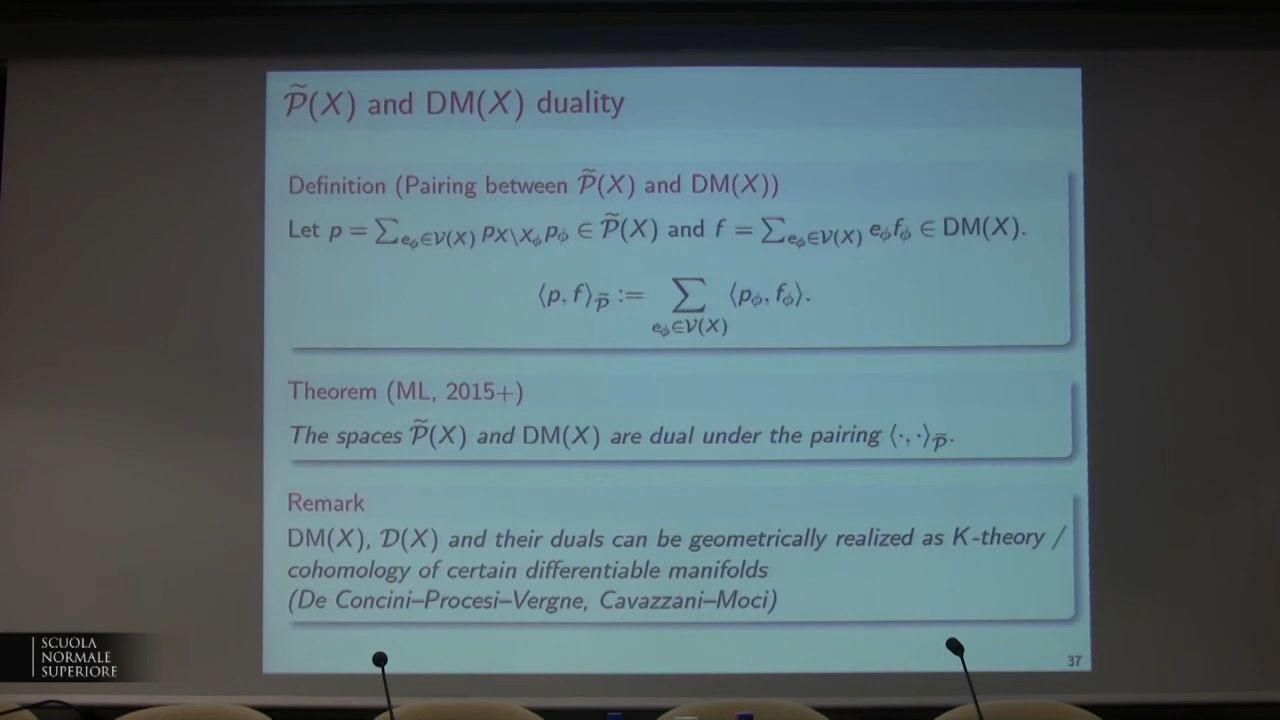 P̃(X) and DM(X) duality
Definition (Pairing between P̃(X) and DM(X))
Let p = ∑_{e_ϕ∈V(X)} p_{X\X_ϕ} p_ϕ ∈ P̃(X) and f = ∑_{e_ϕ∈V(X)} e_ϕ f_ϕ ∈ DM(X).
⟨p, f⟩_P̃ := ∑_{e_ϕ∈V(X)} ⟨p_ϕ, f_ϕ⟩.
Theorem (ML, 2015+)
The spaces P̃(X) and DM(X) are dual under the pairing ⟨·, ·⟩_P̃.
Remark
DM(X), D(X) and their duals can be geometrically realized as K-theory /
cohomology of certain differentiable manifolds
(De Concini–Procesi–Vergne, Cavazzani–Moci)
37
SCUOLA
NORMALE
SUPERIORE